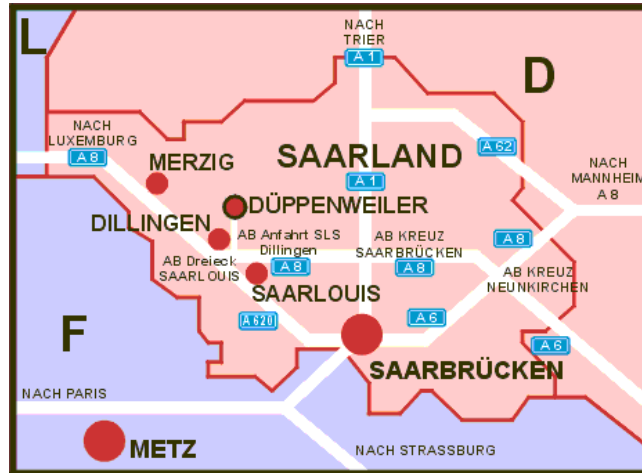 L
NACH
TRIER
A 1
D
NACH
LUXEMBURG
A 8
MERZIG
SAARLAND
A 62
NACH
MANNHEIM
A 8
A 1
DÜPPENWEILER
DILLINGEN
AB Anfahrt SLS
Dillingen
AB KREUZ
SAARBRÜCKEN
A 8
AB Dreieck
SAARLOUIS
A 8
A 8
AB KREUZ
NEUNKIRCHEN
SAARLOUIS
A 620
A 6
A 6
F
SAARBRÜCKEN
NACH PARIS
METZ
NACH STRASSBURG